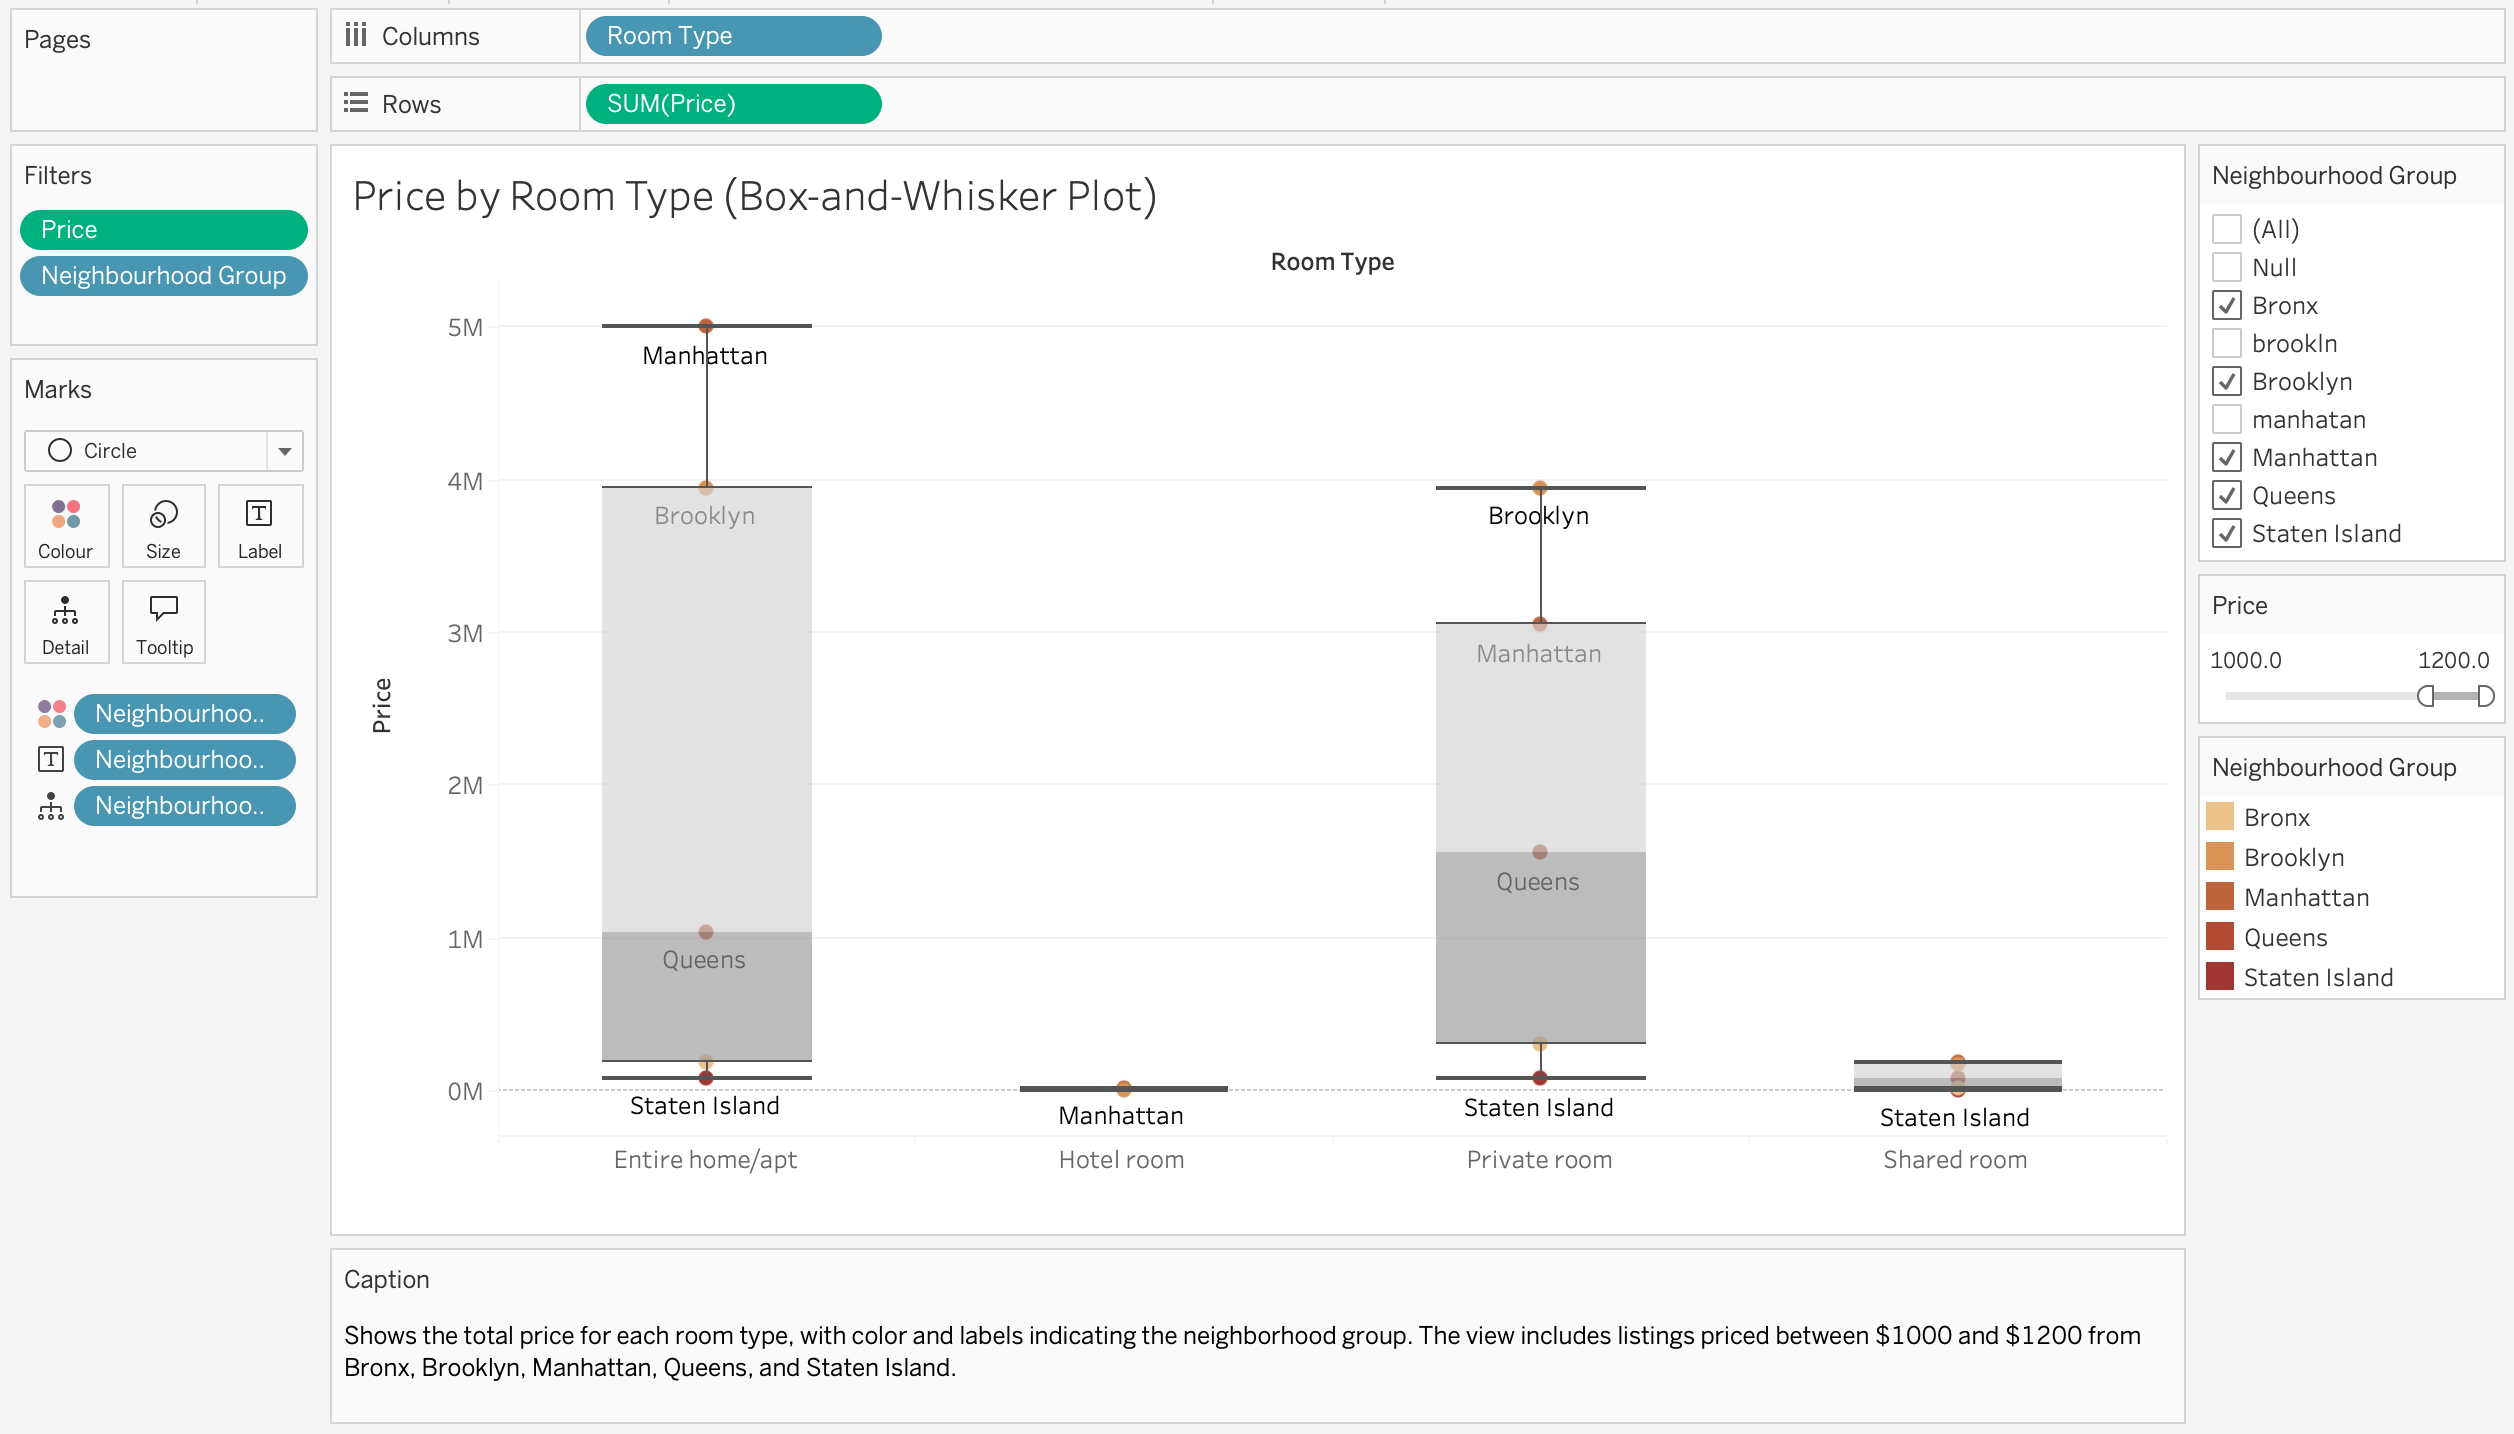 Pages
Columns
Room Type
Rows
SUM(Price)
Filters
Price
Neighbourhood Group
Marks
Circle
Colour
Size
Label
Detail
Tooltip
Neighbourhoo..
Neighbourhoo..
Neighbourhoo..
Price by Room Type (Box-and-Whisker Plot)
Room Type
Price
5M
4M
3M
2M
1M
0M
Manhattan
Brooklyn
Queens
Staten Island
Manhattan
Brooklyn
Manhattan
Queens
Staten Island
Staten Island
Entire home/apt
Hotel room
Private room
Shared room
Caption
Shows the total price for each room type, with color and labels indicating the neighborhood group. The view includes listings priced between $1000 and $1200 from
Bronx, Brooklyn, Manhattan, Queens, and Staten Island.
Neighbourhood Group
(All)
Null
Bronx
brookln
Brooklyn
manhatan
Manhattan
Queens
Staten Island
Price
1000.0 1200.0
Neighbourhood Group
Bronx
Brooklyn
Manhattan
Queens
Staten Island